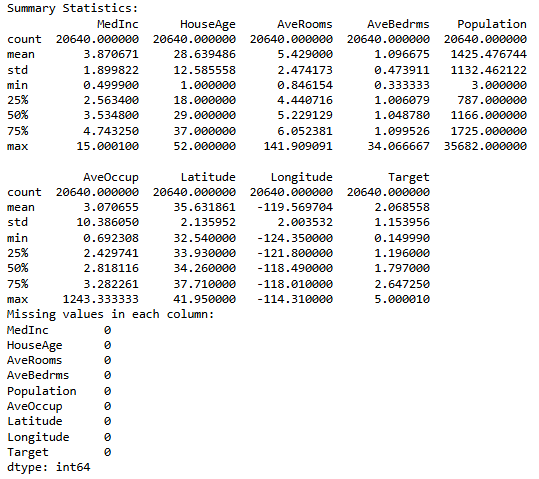 Summary Statistics:
MedInc HouseAge AveRooms AveBedrms Population
count 20640.000000 20640.000000 20640.000000 20640.000000 20640.000000
mean 3.870671 28.639486 5.429000 1.096675 1425.476744
std 1.899822 12.585558 2.474173 0.473911 1132.462122
min 0.499900 1.000000 0.846154 0.333333 3.000000
25% 2.563400 18.000000 4.440716 1.006079 787.000000
50% 3.534800 29.000000 5.229129 1.048780 1166.000000
75% 4.743250 37.000000 6.052381 1.099526 1725.000000
max 15.000100 52.000000 141.909091 34.066667 35682.000000
AveOccup Latitude Longitude Target
count 20640.000000 20640.000000 20640.000000 20640.000000
mean 3.070655 35.631861 -119.569704 2.068558
std 10.386050 2.135952 2.003532 1.153956
min 0.692308 32.540000 -124.350000 0.149990
25% 2.429741 33.930000 -121.800000 1.196000
50% 2.818116 34.260000 -118.490000 1.797000
75% 3.282261 37.710000 -118.010000 2.647250
max 1243.333333 41.950000 -114.310000 5.000010
Missing values in each column:
MedInc 0
HouseAge 0
AveRooms 0
AveBedrms 0
Population 0
AveOccup 0
Latitude 0
Longitude 0
Target 0
dtype: int64